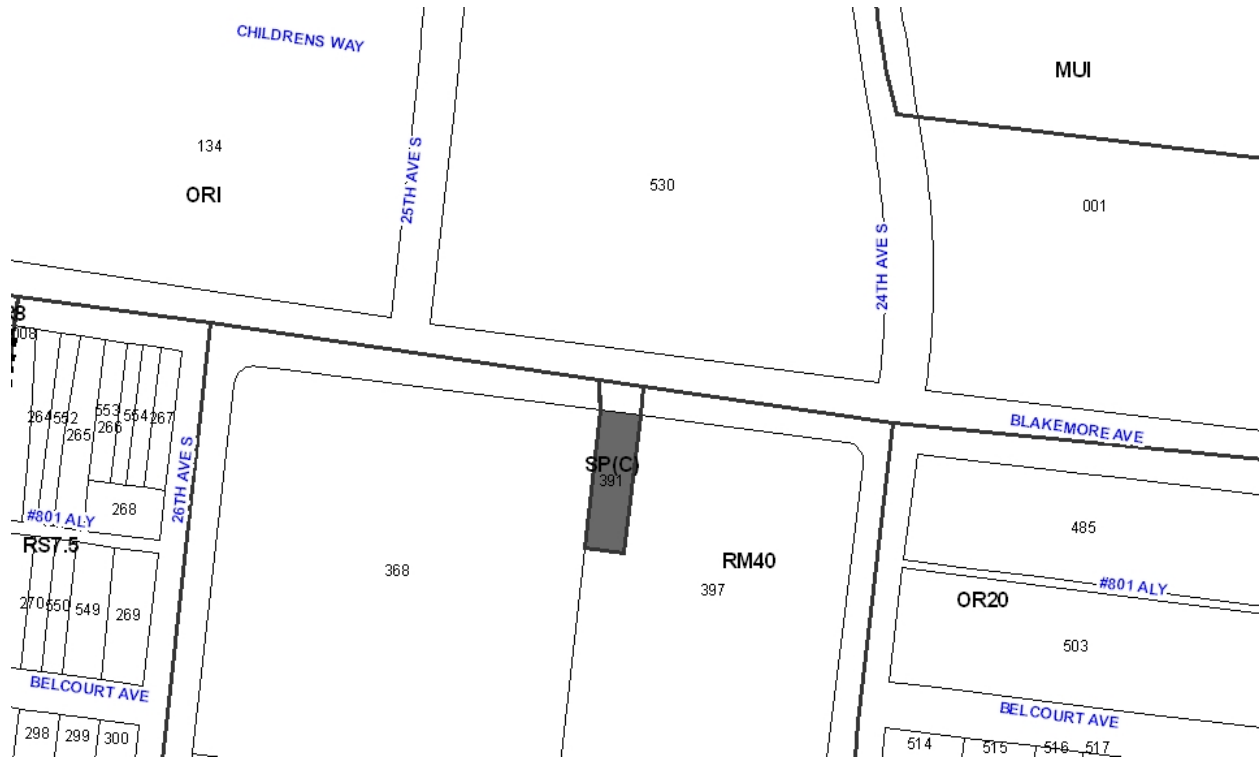 CHILDRENS WAY
MUI
134
ORI
25TH AVE S
530
001
24TH AVE S
264
552
265
553
266
554
267
268
26TH AVE S
#801 ALY
RS7.5
SP(C)
391
BLAKEMORE AVE
485
#801 ALY
368
RM40
397
OR20
503
270
550
549
269
BELCOURT AVE
BELCOURT AVE
298
299
300
514
515
516
517